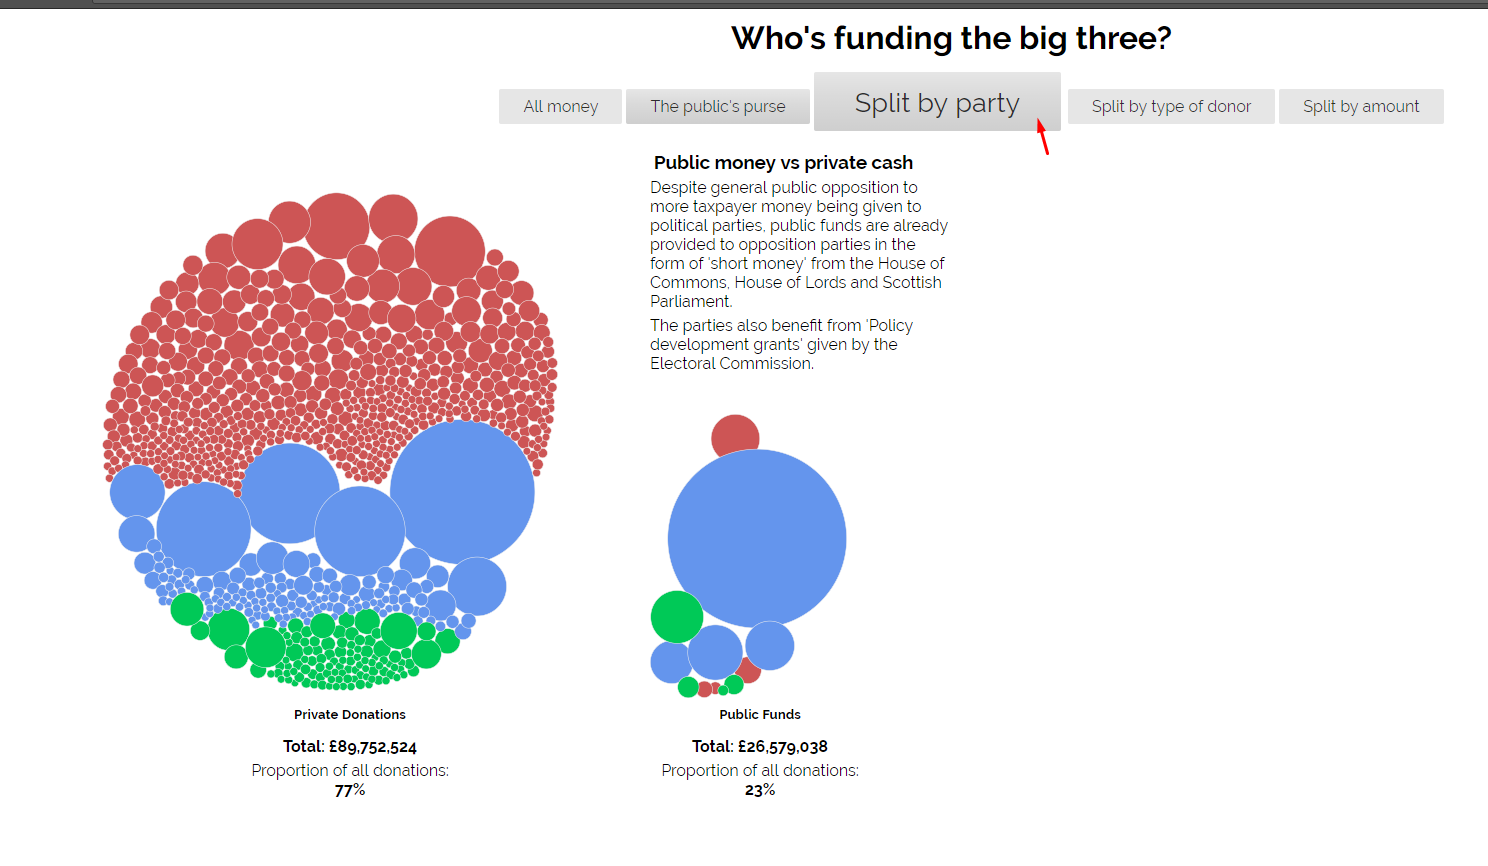 Who's funding the big three?
All money
The public's purse
Split by party
Split by type of donor
Split by amount
Public money vs private cash
Despite general public opposition to
more taxpayer money being given to
political parties, public funds are already
provided to opposition parties in the
form of 'short money' from the House of
Commons, House of Lords and Scottish
Parliament.
The parties also benefit from 'Policy
development grants' given by the
Electoral Commission.
Private Donations
Total: £89,752,524
Proportion of all donations:
77%
Public Funds
Total: £26,579,038
Proportion of all donations:
23%